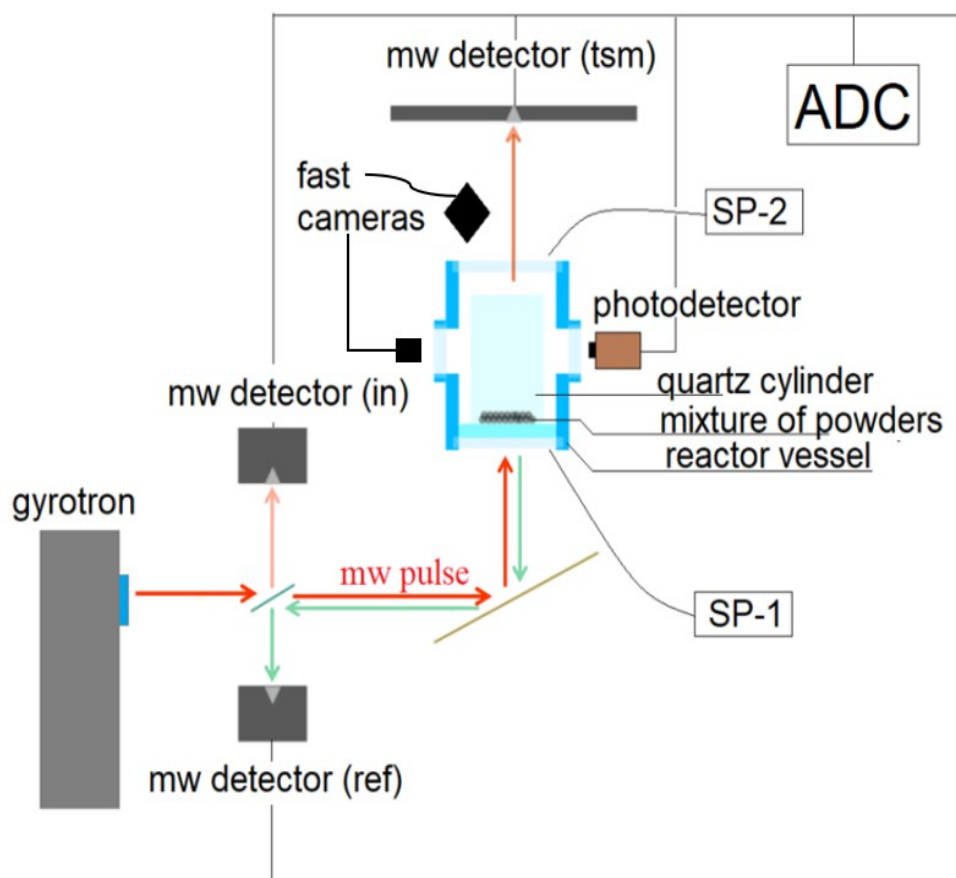 mw detector (tsm)
ADC
fast
cameras
SP-2
photodetector
mw detector (in)
quartz cylinder
mixture of powders
reactor vessel
gyrotron
mw pulse
SP-1
mw detector (ref)